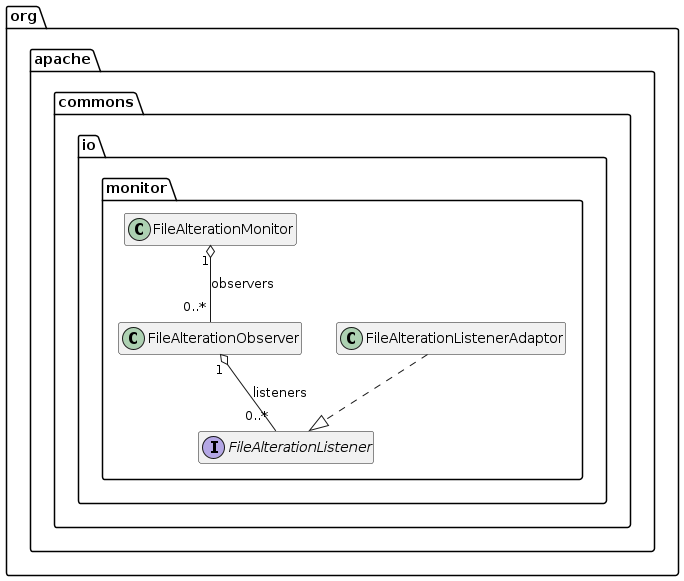 org
apache
commons
io
monitor
C FileAlterationMonitor
1
observers
0..*
C FileAlterationObserver
C FileAlterationListenerAdaptor
1
listeners
0..*
I FileAlterationListener